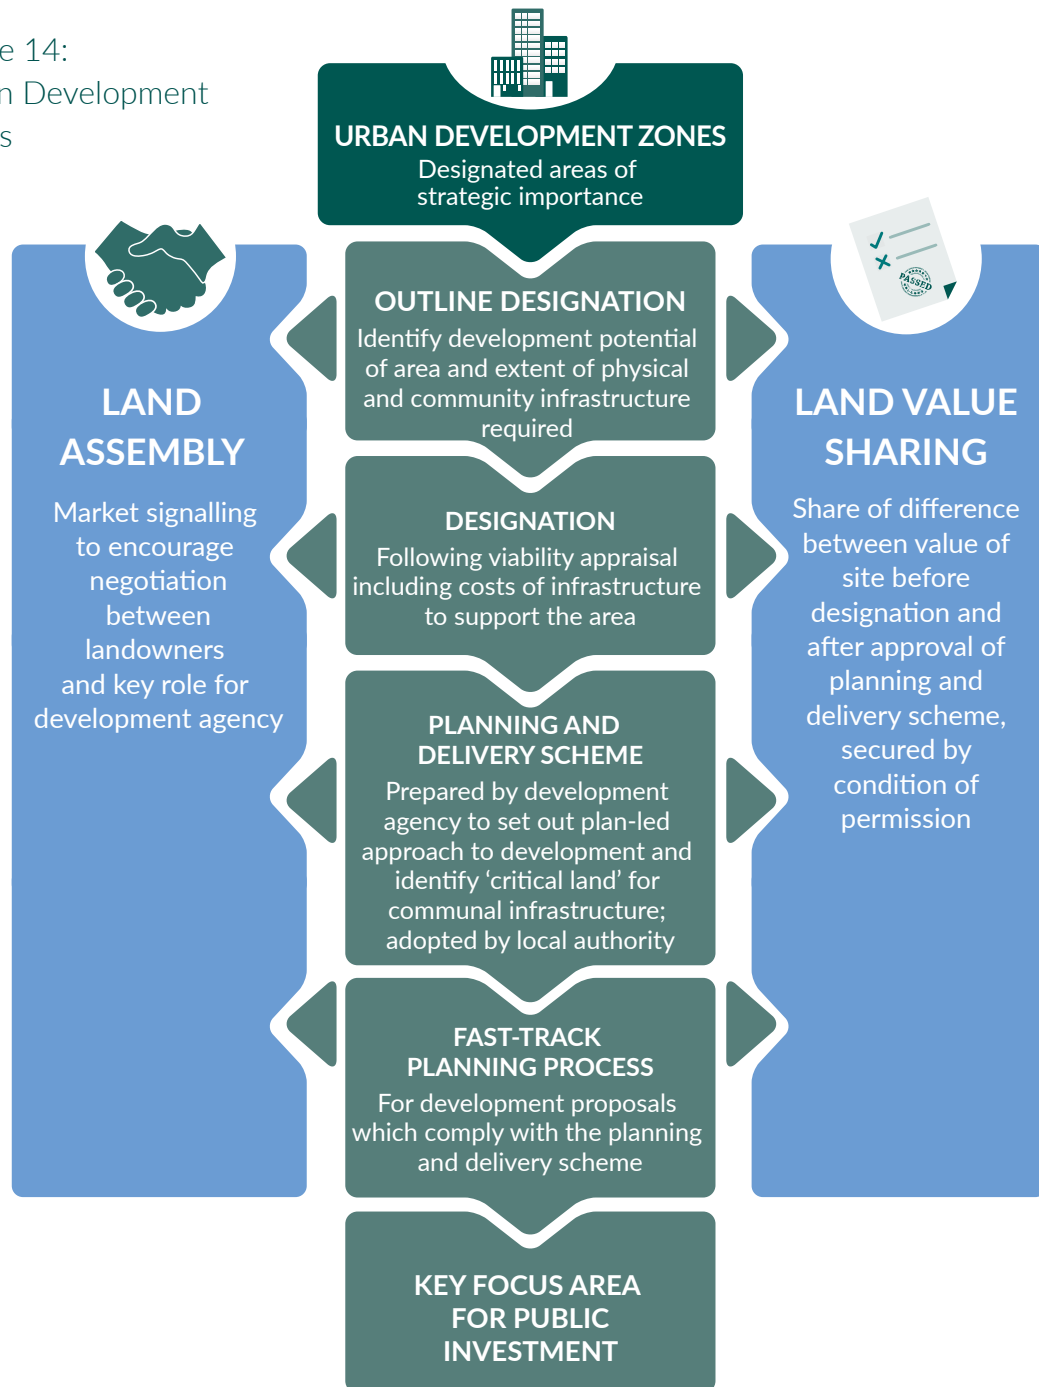 e 14:
n Development
s
URBAN DEVELOPMENT ZONES
Designated areas of
strategic importance
OUTLINE DESIGNATION
Identify development potential
of area and extent of physical
and community infrastructure
required
LAND
ASSEMBLY
Market signalling
to encourage
negotiation
between
landowners
and key role for
development agency
DESIGNATION
Following viability appraisal
including costs of infrastructure
to support the area
PLANNING AND
DELIVERY SCHEME
Prepared by development
agency to set out plan-led
approach to development and
identify ‘critical land’ for
communal infrastructure;
adopted by local authority
FAST-TRACK
PLANNING PROCESS
For development proposals
which comply with the planning
and delivery scheme
KEY FOCUS AREA
FOR PUBLIC
INVESTMENT
PASSED
LAND VALUE
SHARING
Share of difference
between value of
site before
designation and
after approval of
planning and
delivery scheme,
secured by
condition of
permission